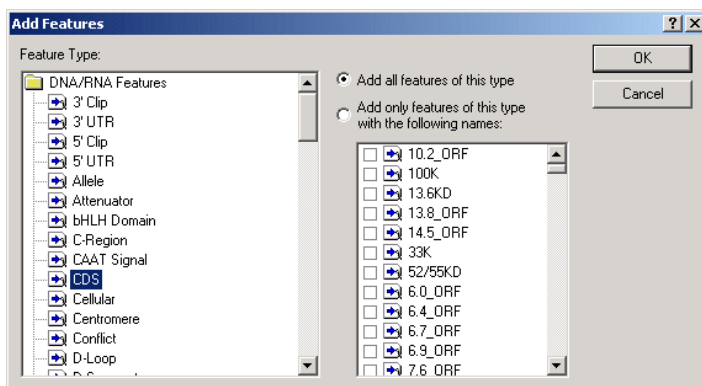 Add Features
Feature Type:
DNA/RNA Features
3' Clip
3' UTR
5' Clip
5' UTR
Allele
Attenuator
bHLH Domain
C-Region
CAAT Signal
CDS
Cellular
Centromere
Conflict
D-Loop
Add all features of this type
Add only features of this type
with the following names:
10.2_ORF
100K
13.6KD
13.8_ORF
14.5_ORF
33K
52/55KD
6.0_ORF
6.4_ORF
6.7_ORF
6.9_ORF
7.6_ORF
OK
Cancel